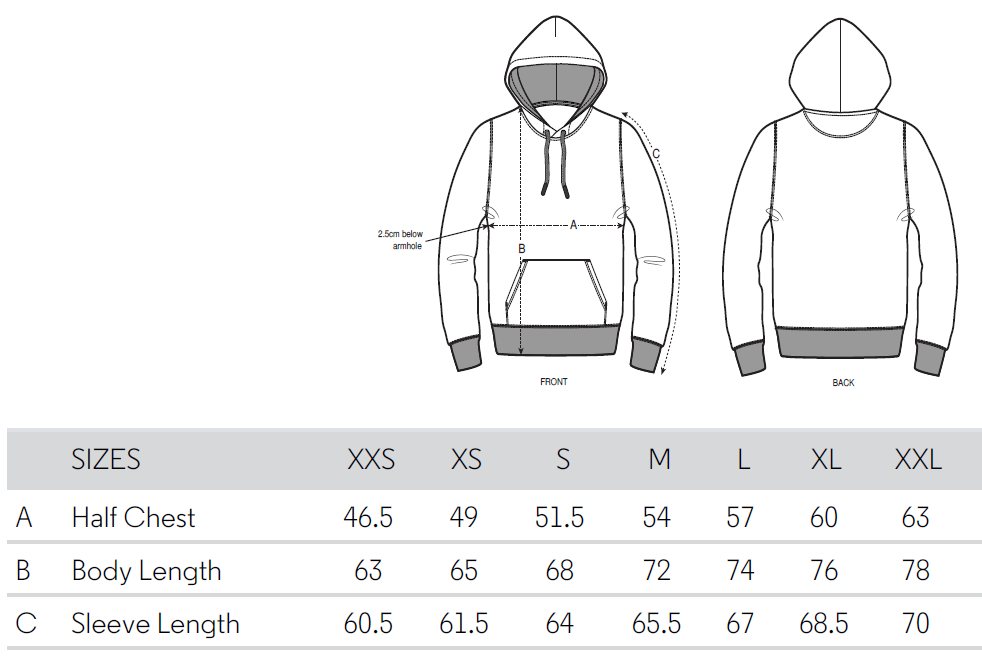 C
A
2.5cm below
armhole
B
FRONT
BACK
SIZES XXS XS S M L XL XXL
A Half Chest 46.5 49 51.5 54 57 60 63
B Body Length 63 65 68 72 74 76 78
C Sleeve Length 60.5 61.5 64 65.5 67 68.5 70